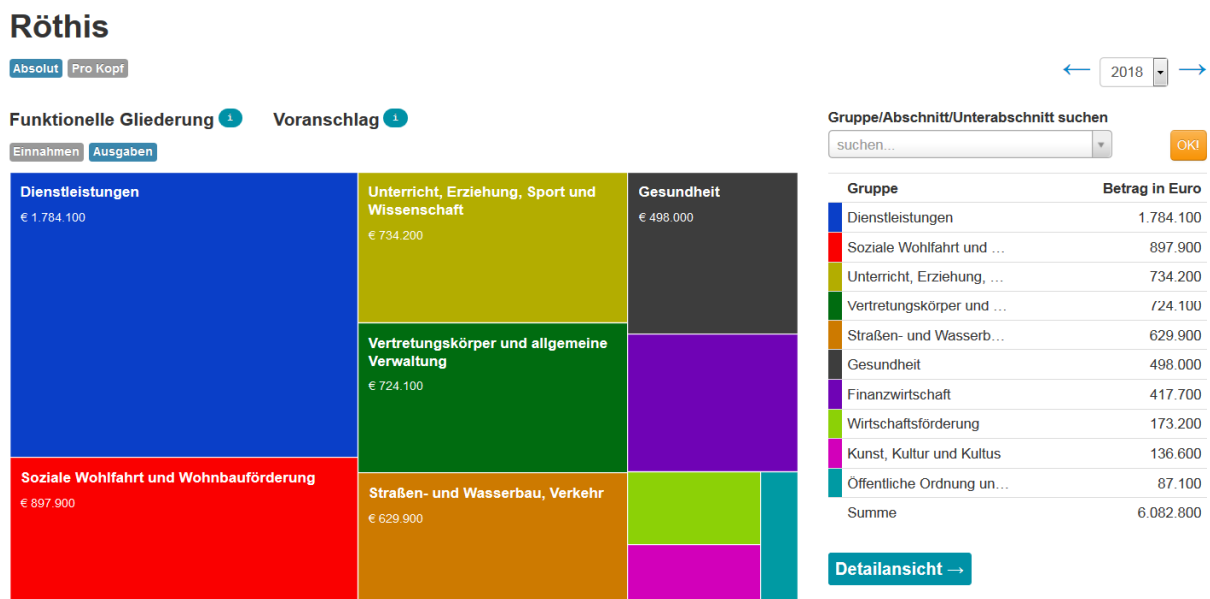 Röthis
Absolut Pro Kopf
← 2018 →
Funktionelle Gliederung i Voranschlag i
Einnahmen Ausgaben
Dienstleistungen
€ 1.784.100
Soziale Wohlfahrt und Wohnbauförderung
€ 897.900
Unterricht, Erziehung, Sport und
Wissenschaft
€ 734.200
Vertretungskörper und allgemeine
Verwaltung
€ 724.100
Straßen- und Wasserbau, Verkehr
€ 629.900
Gesundheit
€ 498.000
Gruppe/Abschnitt/Unterabschnitt suchen
suchen... OK!
Gruppe Betrag in Euro
Dienstleistungen 1.784.100
Soziale Wohlfahrt und … 897.900
Unterricht, Erziehung, … 734.200
Vertretungskörper und … 724.100
Straßen- und Wasserb… 629.900
Gesundheit 498.000
Finanzwirtschaft 417.700
Wirtschaftsförderung 173.200
Kunst, Kultur und Kultus 136.600
Öffentliche Ordnung un… 87.100
Summe 6.082.800
Detailansicht →